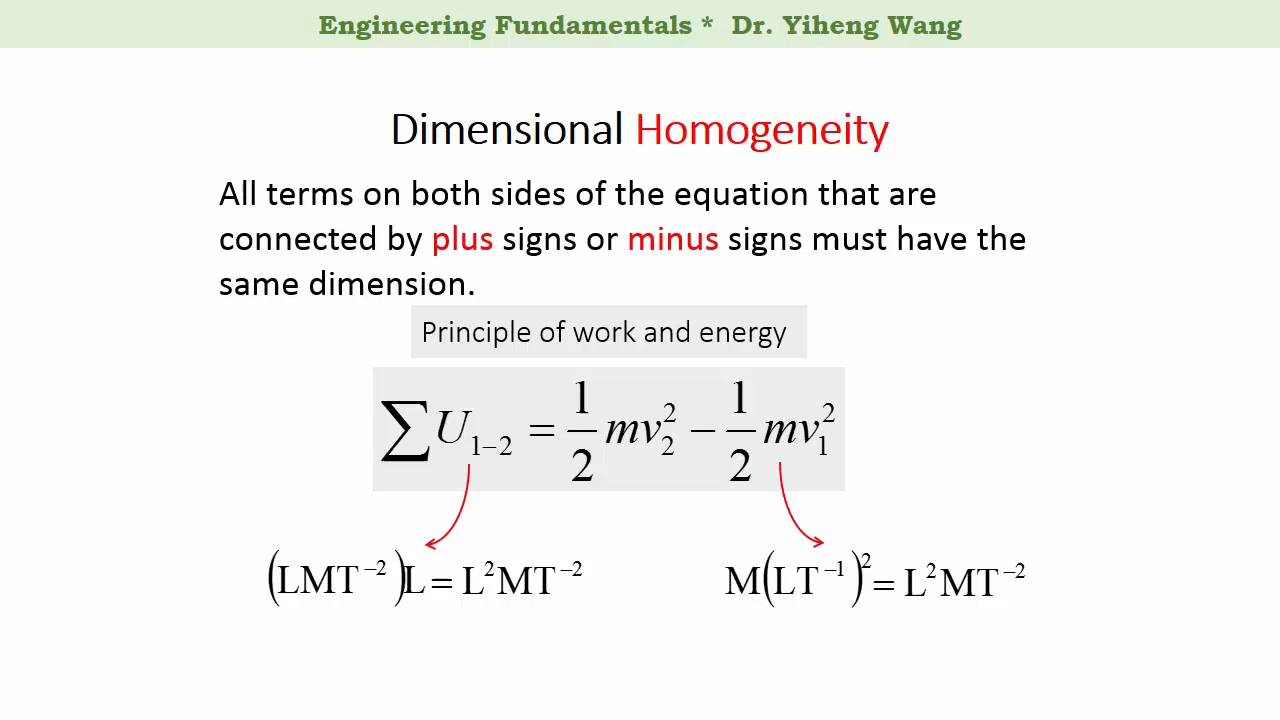 Engineering Fundamentals * Dr. Yiheng Wang
Dimensional Homogeneity
All terms on both sides of the equation that are
connected by plus signs or minus signs must have the
same dimension.
Principle of work and energy
∑U₁₋₂ = 1/2 mv₂² − 1/2 mv₁²
(LMT⁻²)L = L²MT⁻²
M(LT⁻¹)² = L²MT⁻²